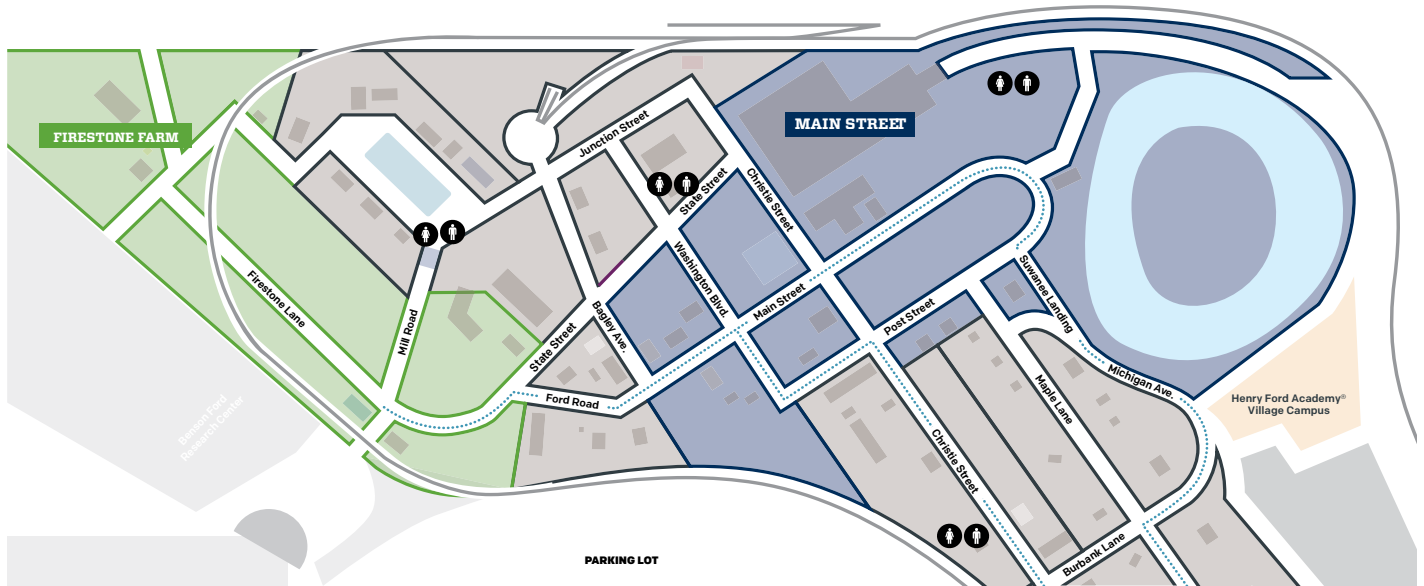 FIRESTONE FARM
MAIN STREET
Junction Street
State Street
Christie Street
Washington Blvd.
Main Street
Firestone Lane
Mill Road
State Street
Bagley Ave.
Ford Road
Post Street
Suwanee Landing
Michigan Ave.
Maple Lane
Christie Street
Burbank Lane
Henry Ford Academy®
Village Campus
Benson Ford
Research Center
PARKING LOT